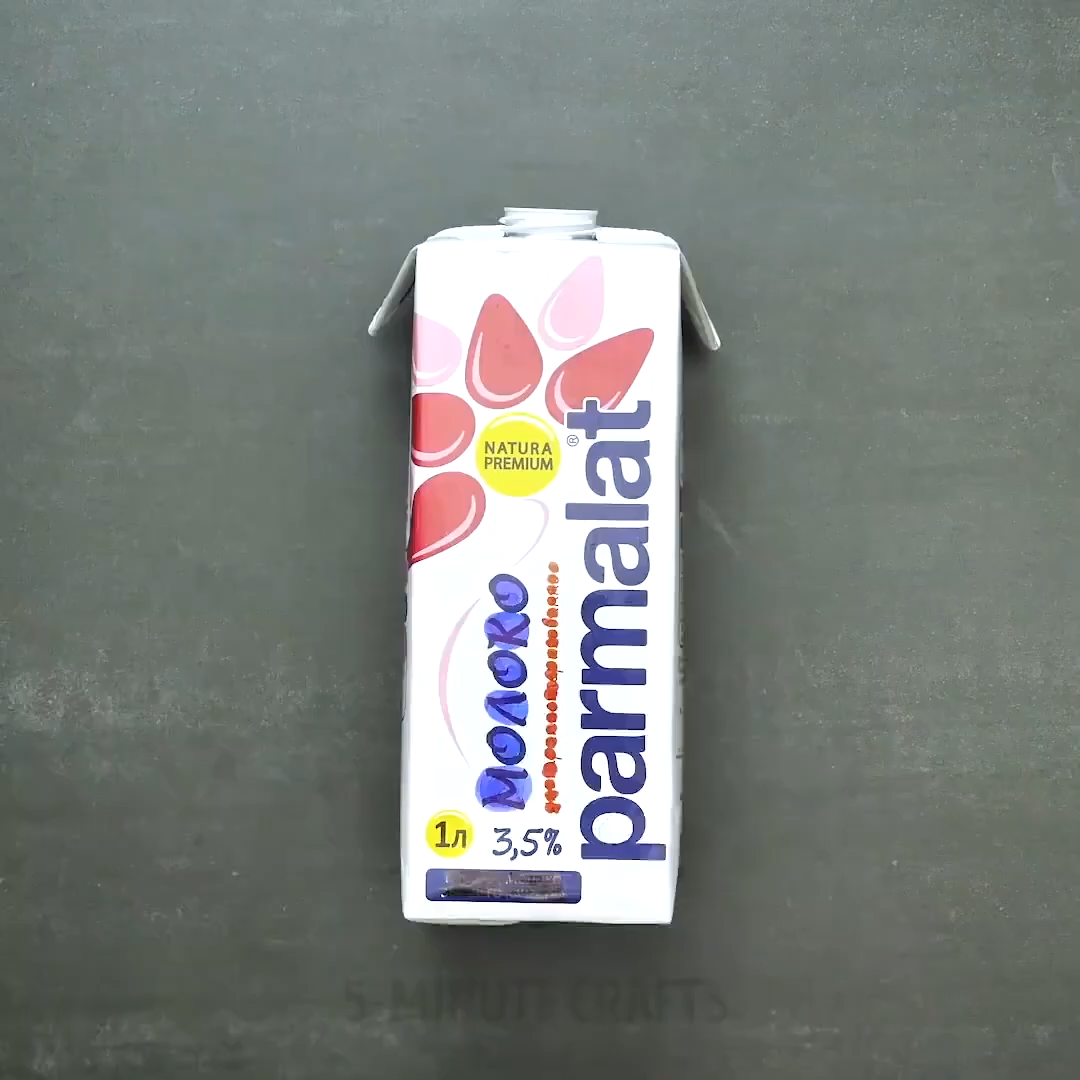 NATURA
PREMIUM
parmalat®
Молоко
1л
3,5%
5-MINUTE CRAFTS